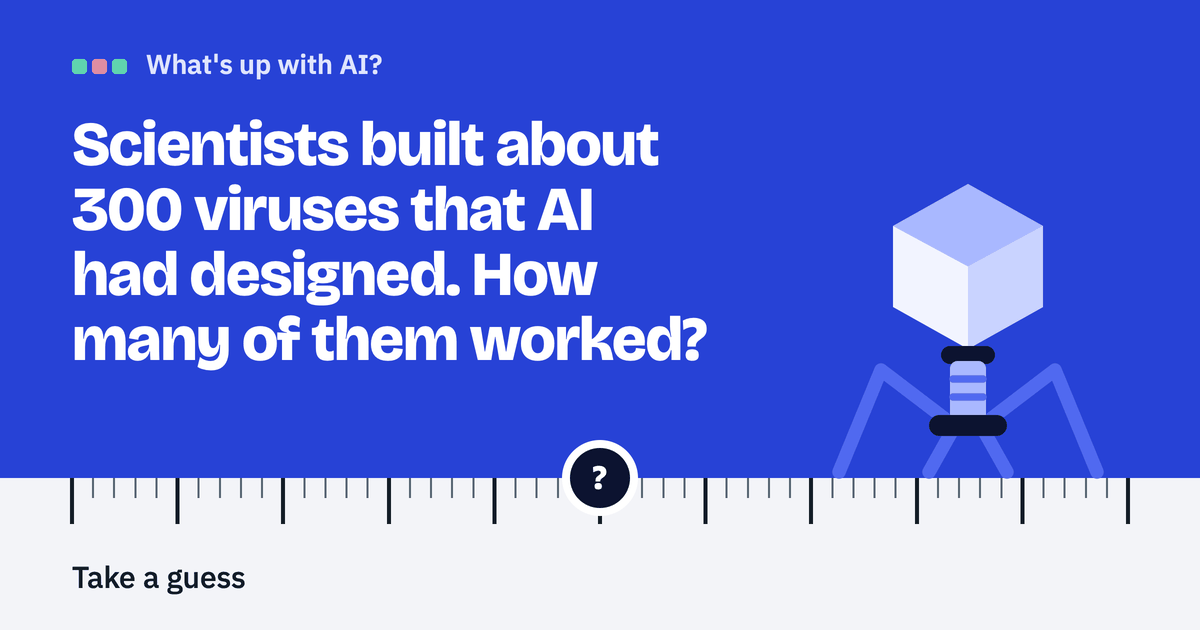 What's up with AI?
Scientists built about
300 viruses that AI
had designed. How
many of them worked?
?
Take a guess